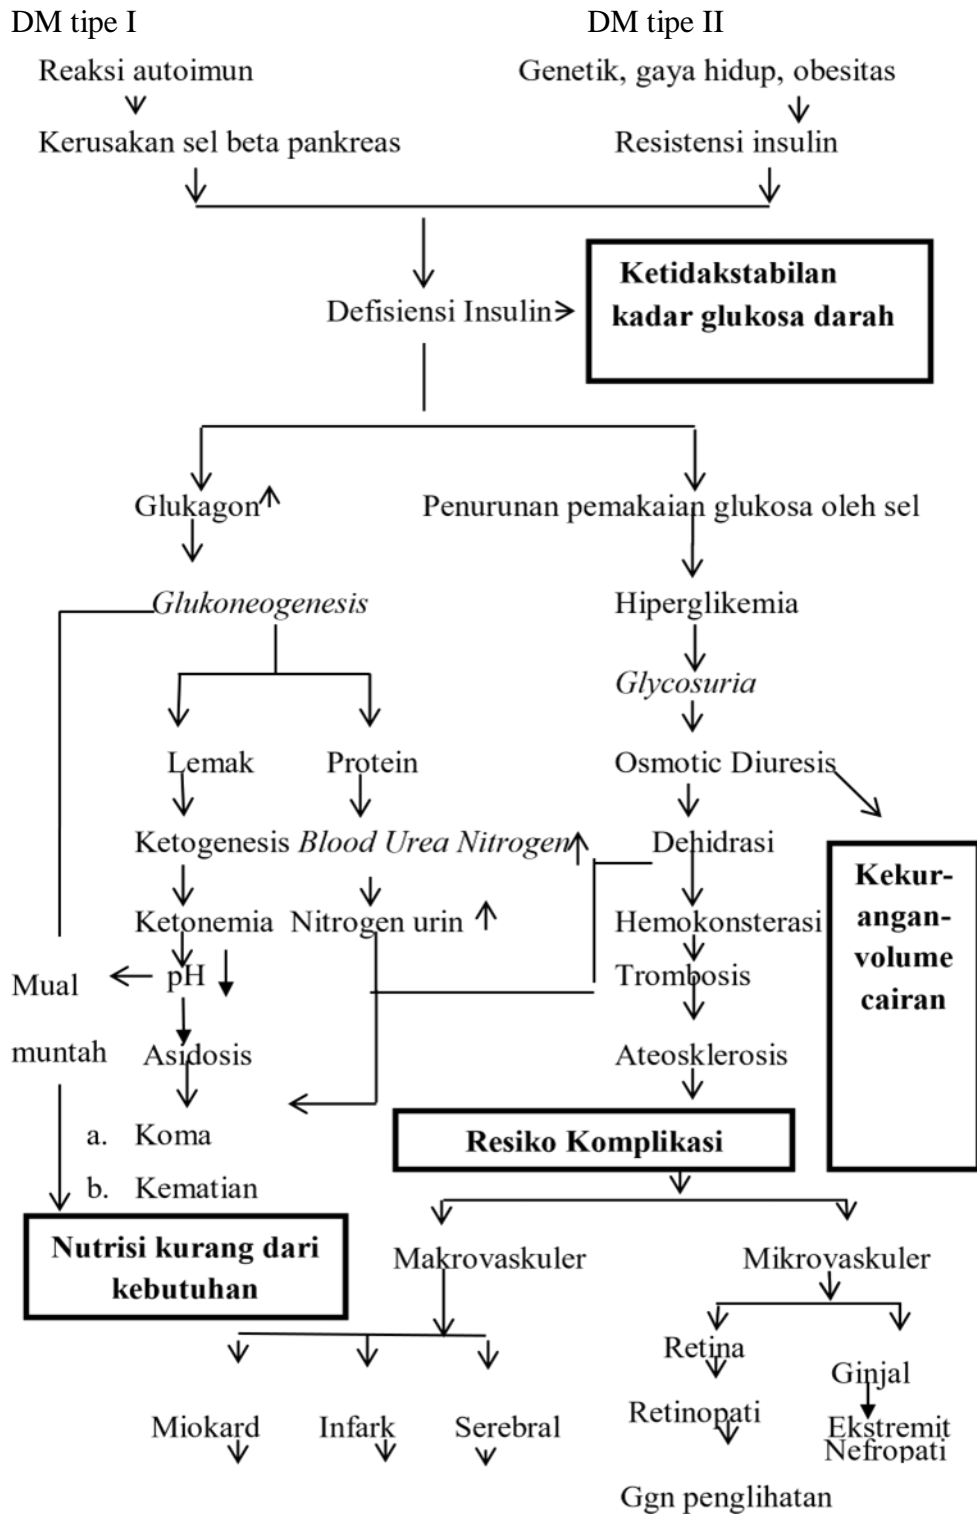 DM tipe I
DM tipe II
Reaksi autoimun
Genetik, gaya hidup, obesitas
Kerusakan sel beta pankreas
Resistensi insulin
Ketidakstabilan
kadar glukosa darah
Defisiensi Insulin
Glukagon
Penurunan pemakaian glukosa oleh sel
Glukoneogenesis
Hiperglikemia
Glycosuria
Lemak
Protein
Osmotic Diuresis
Ketogenesis
Blood Urea Nitrogen
Dehidrasi
Kekur-
angan-
volume
cairan
Ketonemia
Nitrogen urin
Hemokonsterasi
Mual
pH
Trombosis
muntah
Asidosis
Ateosklerosis
a. Koma
Resiko Komplikasi
b. Kematian
Nutrisi kurang dari
kebutuhan
Makrovaskuler
Mikrovaskuler
Retina
Ginjal
Miokard
Infark
Serebral
Retinopati
Ekstremit
Nefropati
Ggn penglihatan